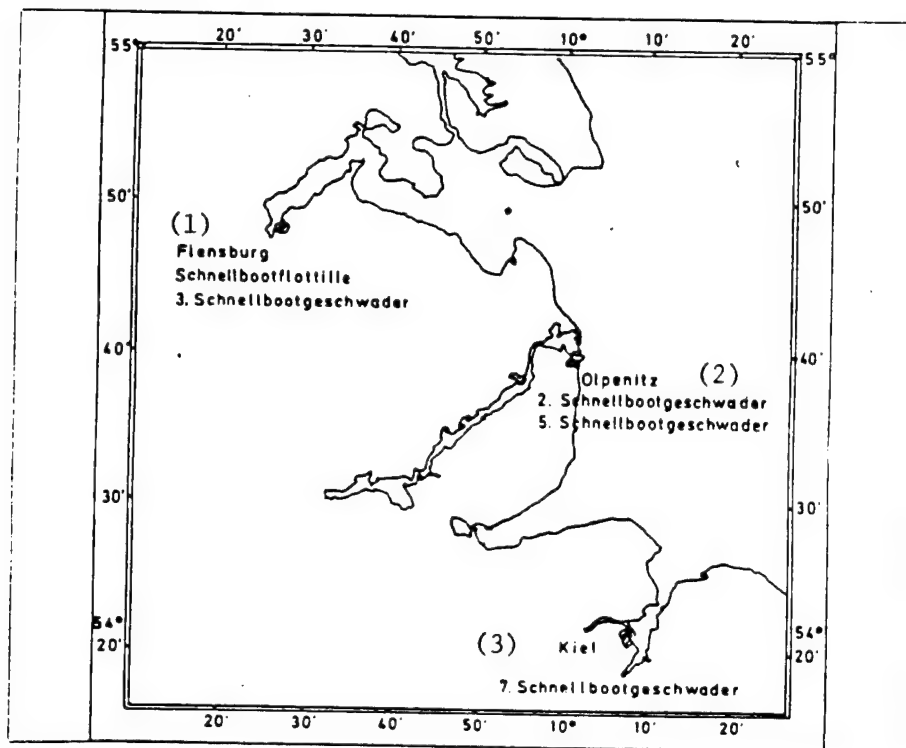 20' 30' 40' 50' 10° 10' 20'
55° 55°
50' 50'
(1)
Flensburg
Schnellbootflottille
3. Schnellbootgeschwader
40' 40'
Olpenitz (2)
2. Schnellbootgeschwader
5. Schnellbootgeschwader
30' 30'
54° 54°
20' 20'
(3) Kiel
7. Schnellbootgeschwader
20' 30' 40' 50' 10° 10' 20'